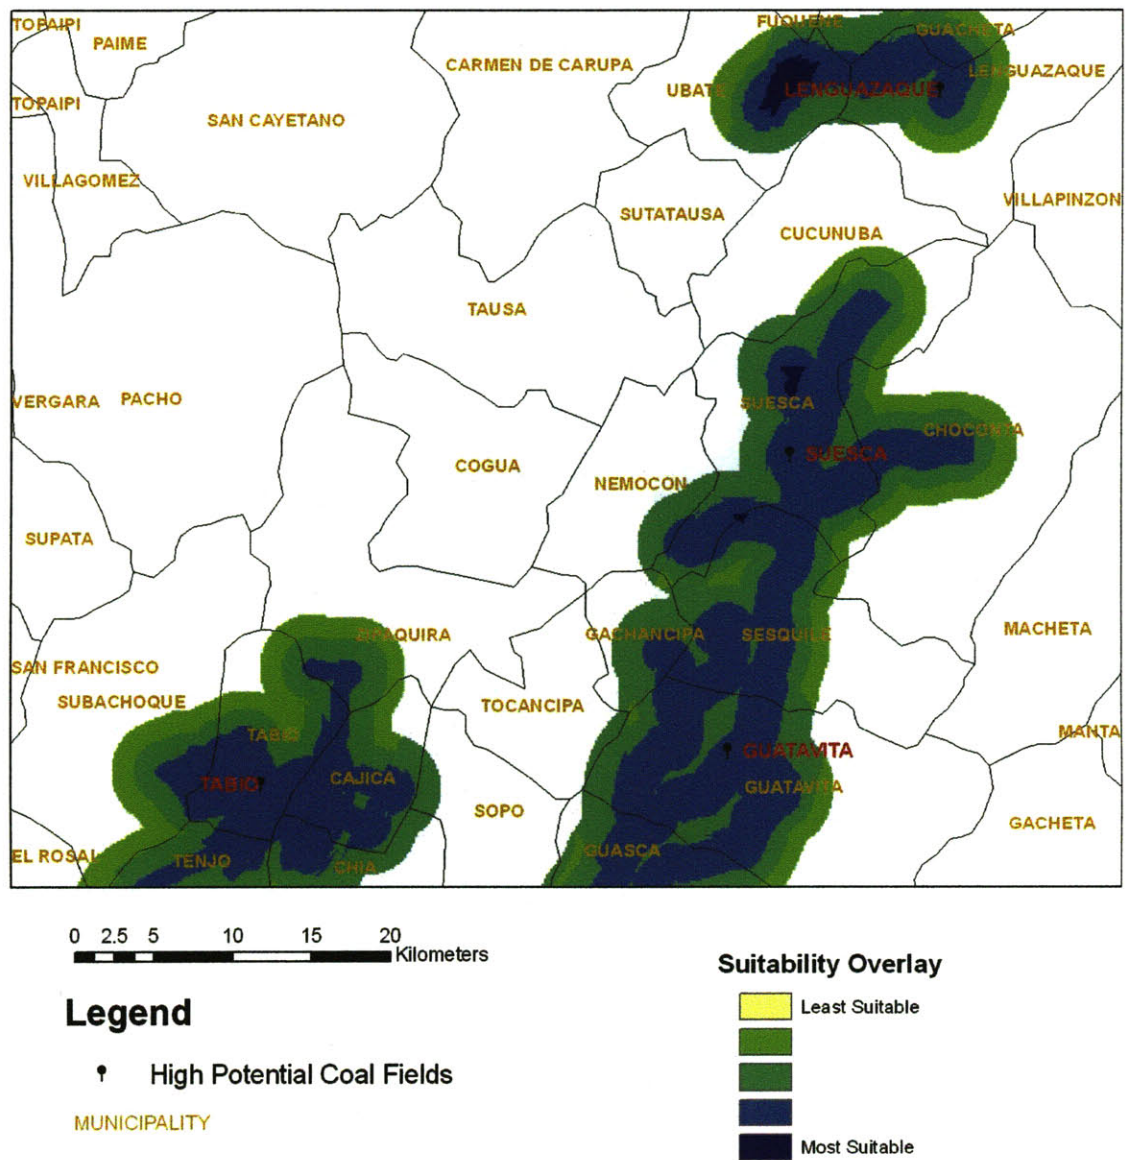 TOPAIPI
PAIME
FUQUENE
GUACHETA
CARMEN DE CARUPA
LENGUAZAQUE
UBATE
LENGUAZAQUE
TOPAIPI
SAN CAYETANO
VILLAGOMEZ
VILLAPINZON
SUTATAUSA
CUCUNUBA
TAUSA
VERGARA
PACHO
SUESCA
CHOCONTA
SUESCA
COGUA
NEMOCON
SUPATA
ZIPAQUIRA
GACHANCIPA
SESQUILE
MACHETA
SAN FRANCISCO
SUBACHOQUE
TOCANCIPA
TABIO
MANTA
GUATAVITA
TABIO
CAJICA
GUATAVITA
SOPO
GACHETA
EL ROSAL
TENJO
CHIA
GUASCA
0 2.5 5 10 15 20
Kilometers
Legend
High Potential Coal Fields
MUNICIPALITY
Suitability Overlay
Least Suitable
Most Suitable